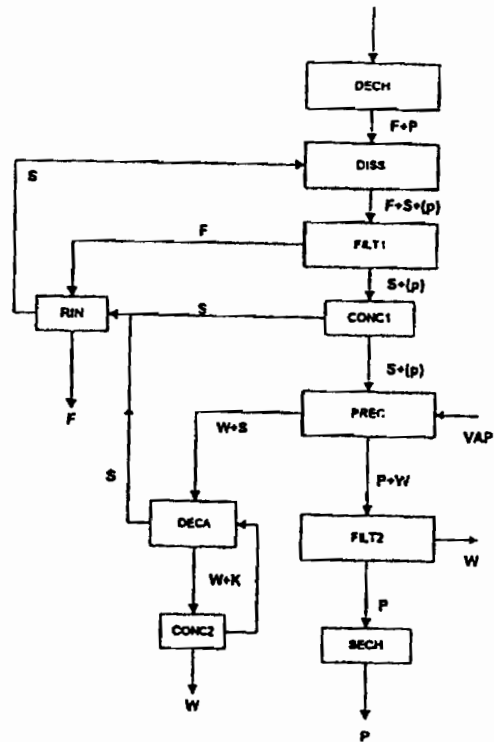 DECH
F+P
DISS
S
F+S+(p)
F
FILT1
S+(p)
RIN
S
CONC1
S+(p)
F
PREC
W+S
VAP
S
P+W
DECA
FILT2
W
W+K
P
CONC2
SECH
W
P